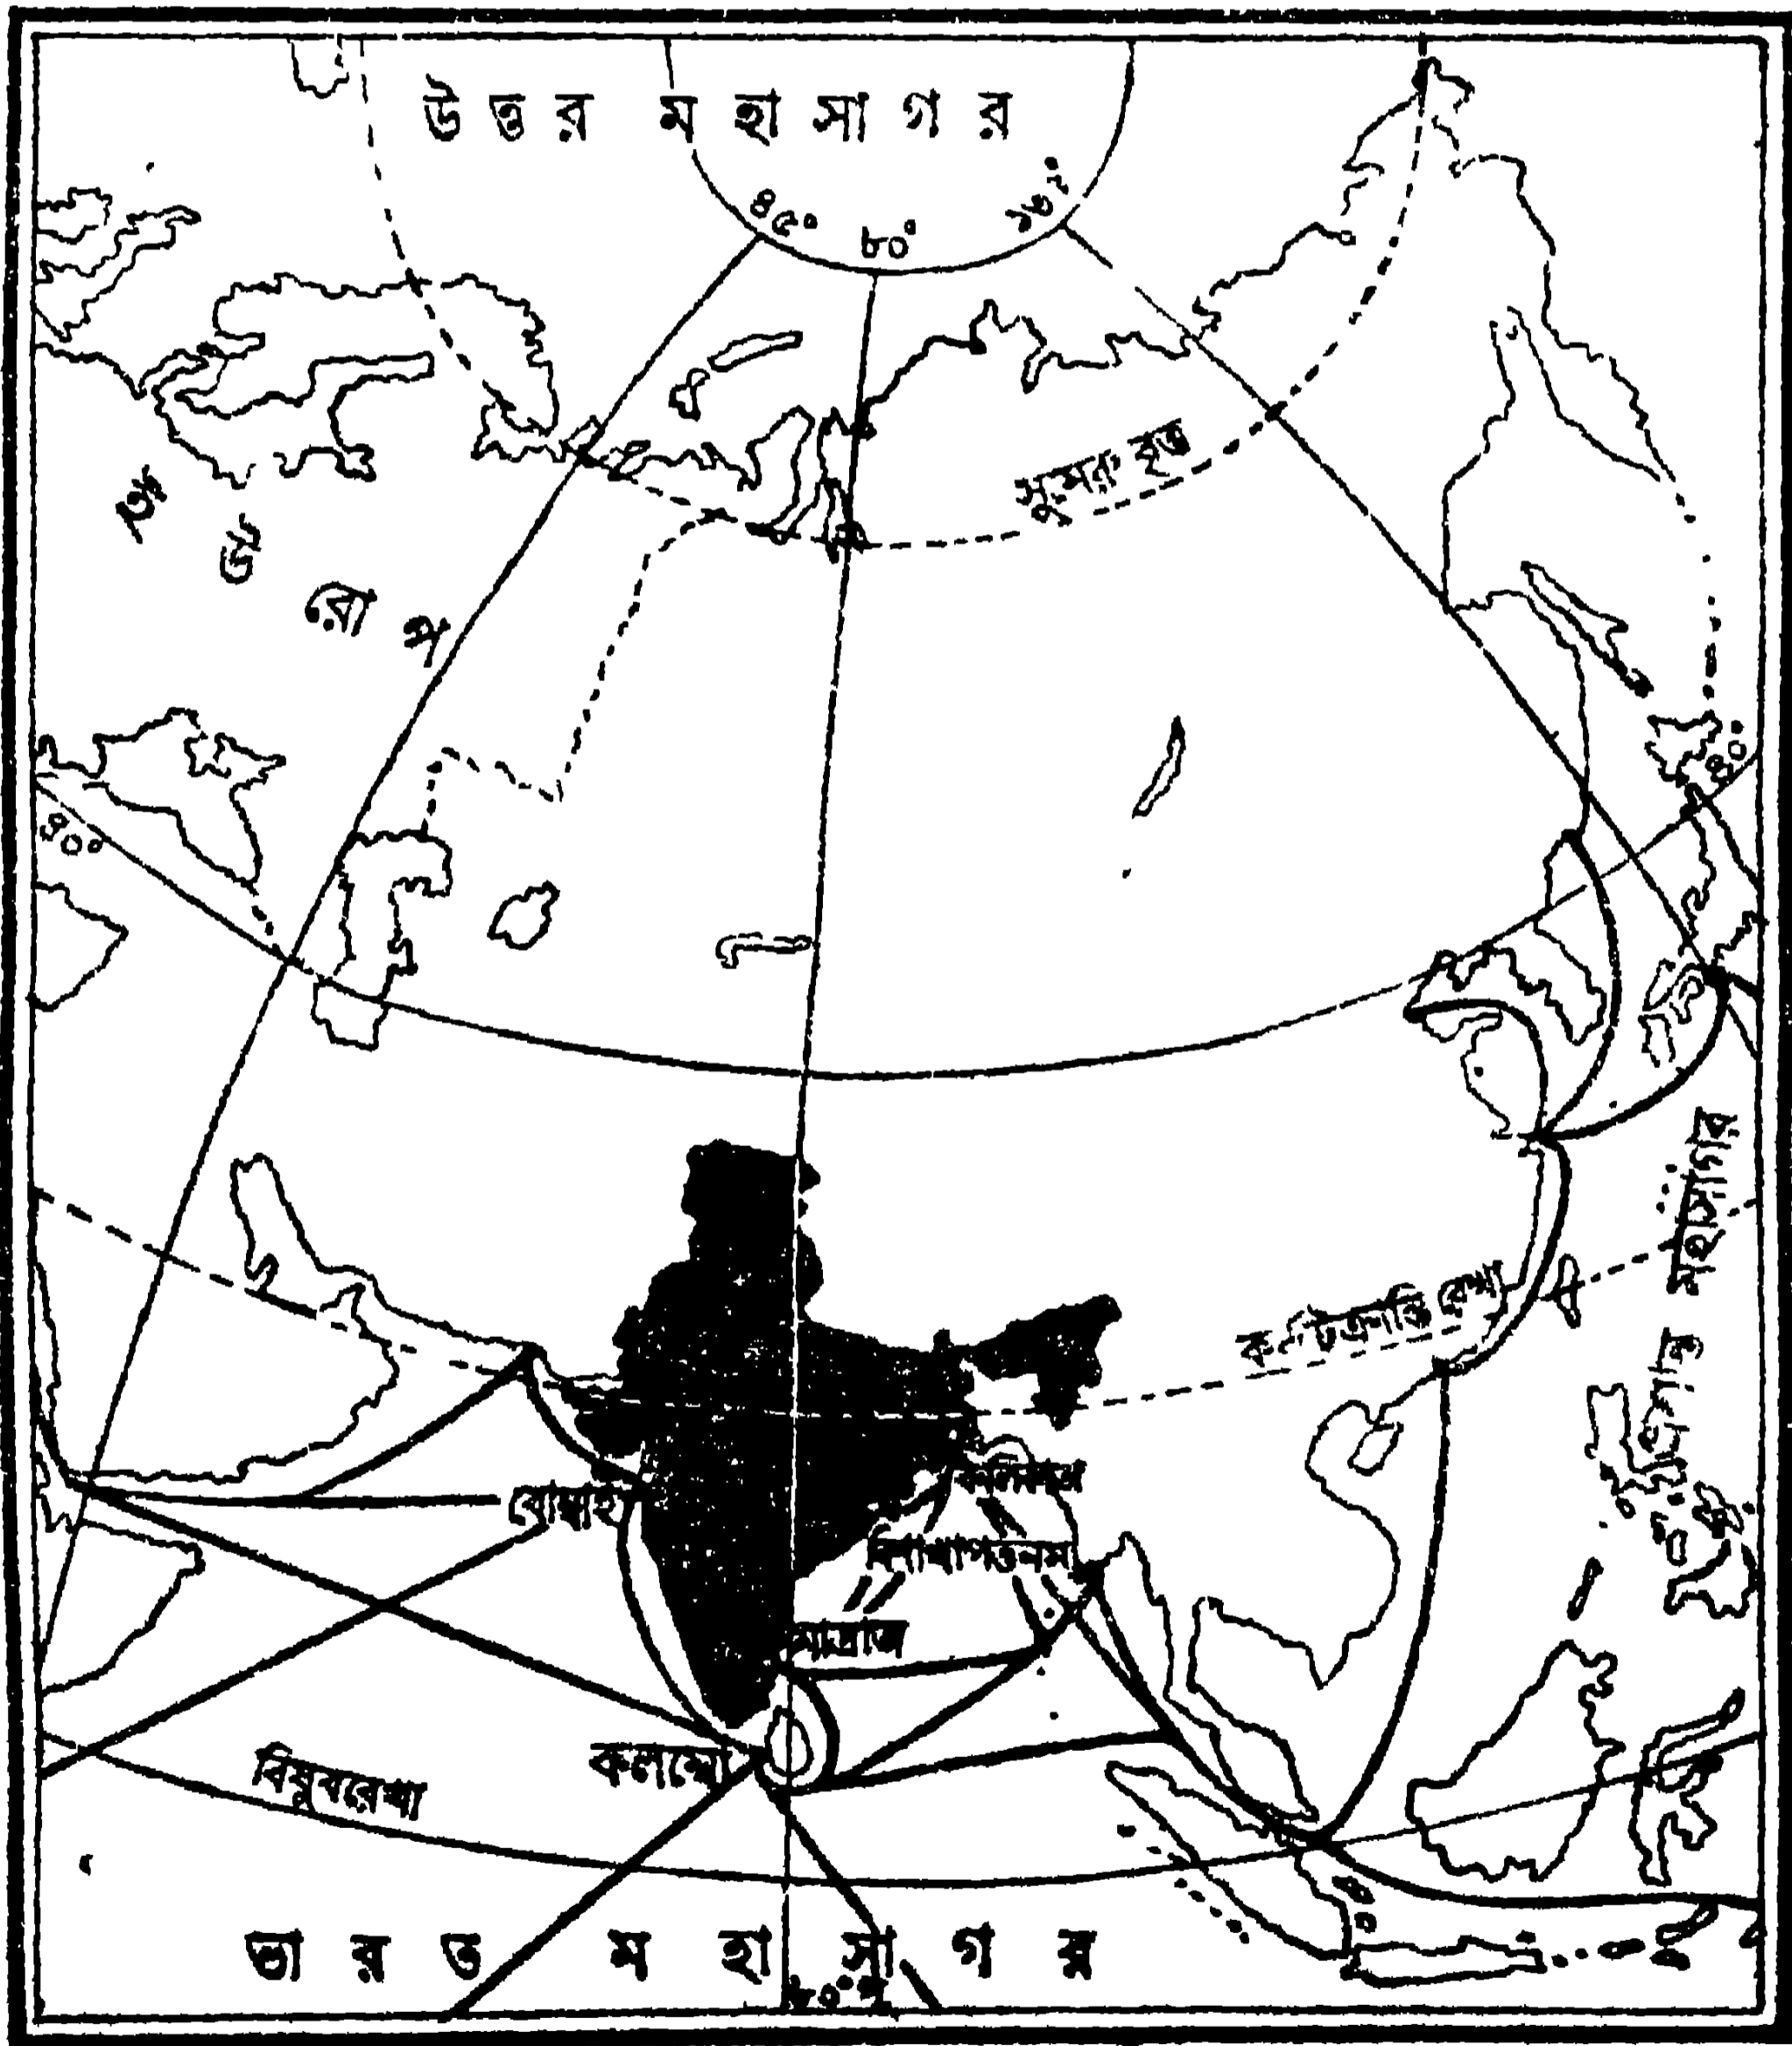 উত্তর মহাসাগর
৪৫°
৮০°
সুমেরু বৃত্ত
ইউরোপ
৪০°
৪০°
মহাসাগর
প্রশান্ত
কর্কটক্রান্তি রেখা
কলিকাতা
বোম্বাই
বিশাখাপত্তনম
মাদ্রাজ
কলম্বো
বিষুবরেখা
ভারত মহাসাগর
৮০°পূ